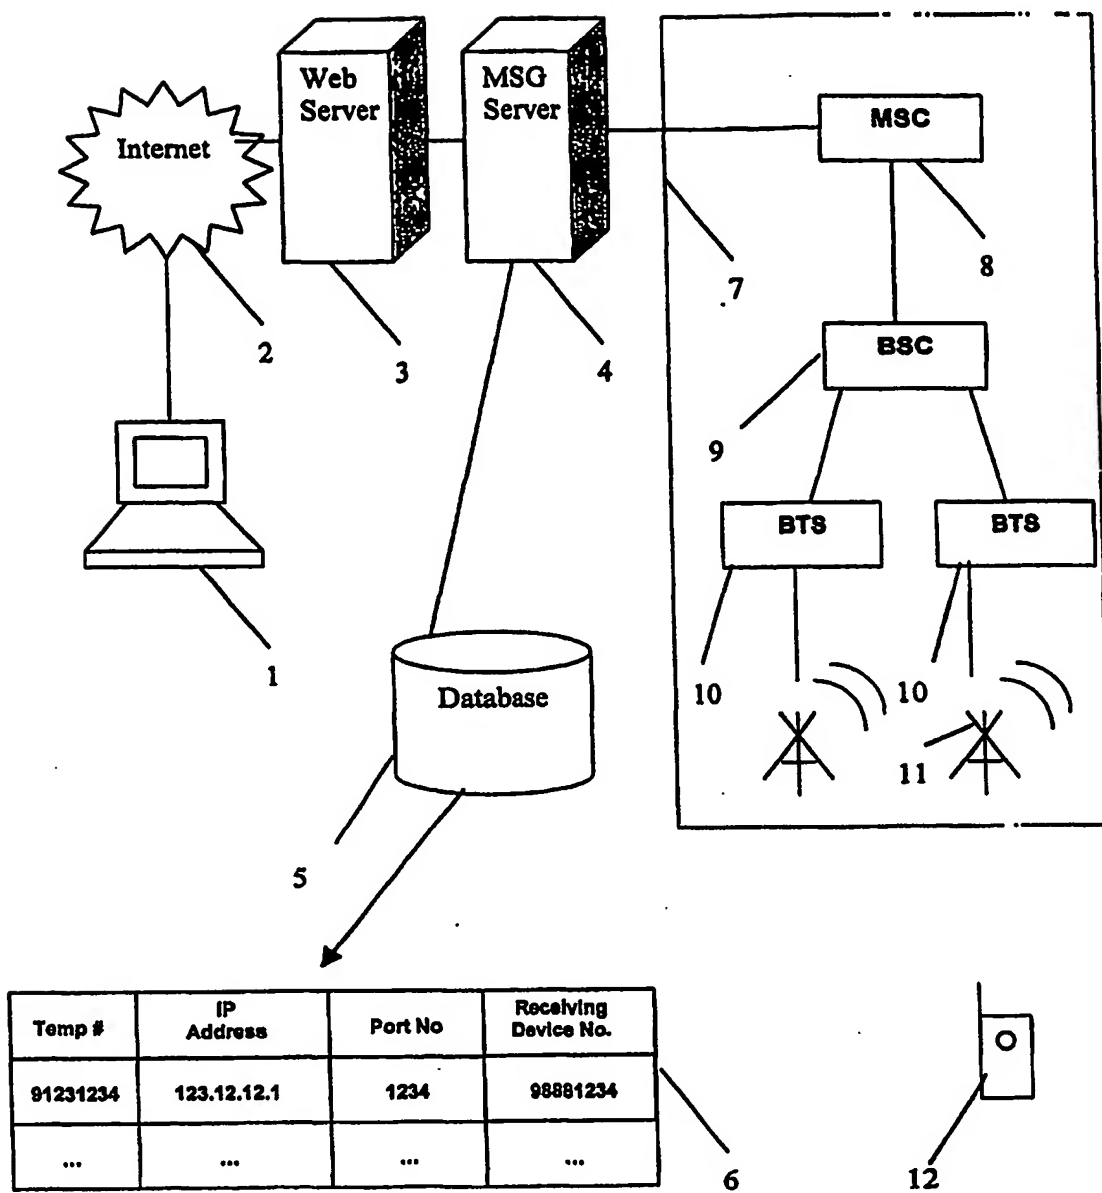 Web
Server
MSG
Server
MSC
Internet
8
7
2
3
4
BSC
9
BTS
BTS
1
10
10
Database
11
5
Temp #
IP
Address
Port No
Receiving
Device No.
91231234
123.12.12.1
1234
98881234
...
...
...
...
6
12